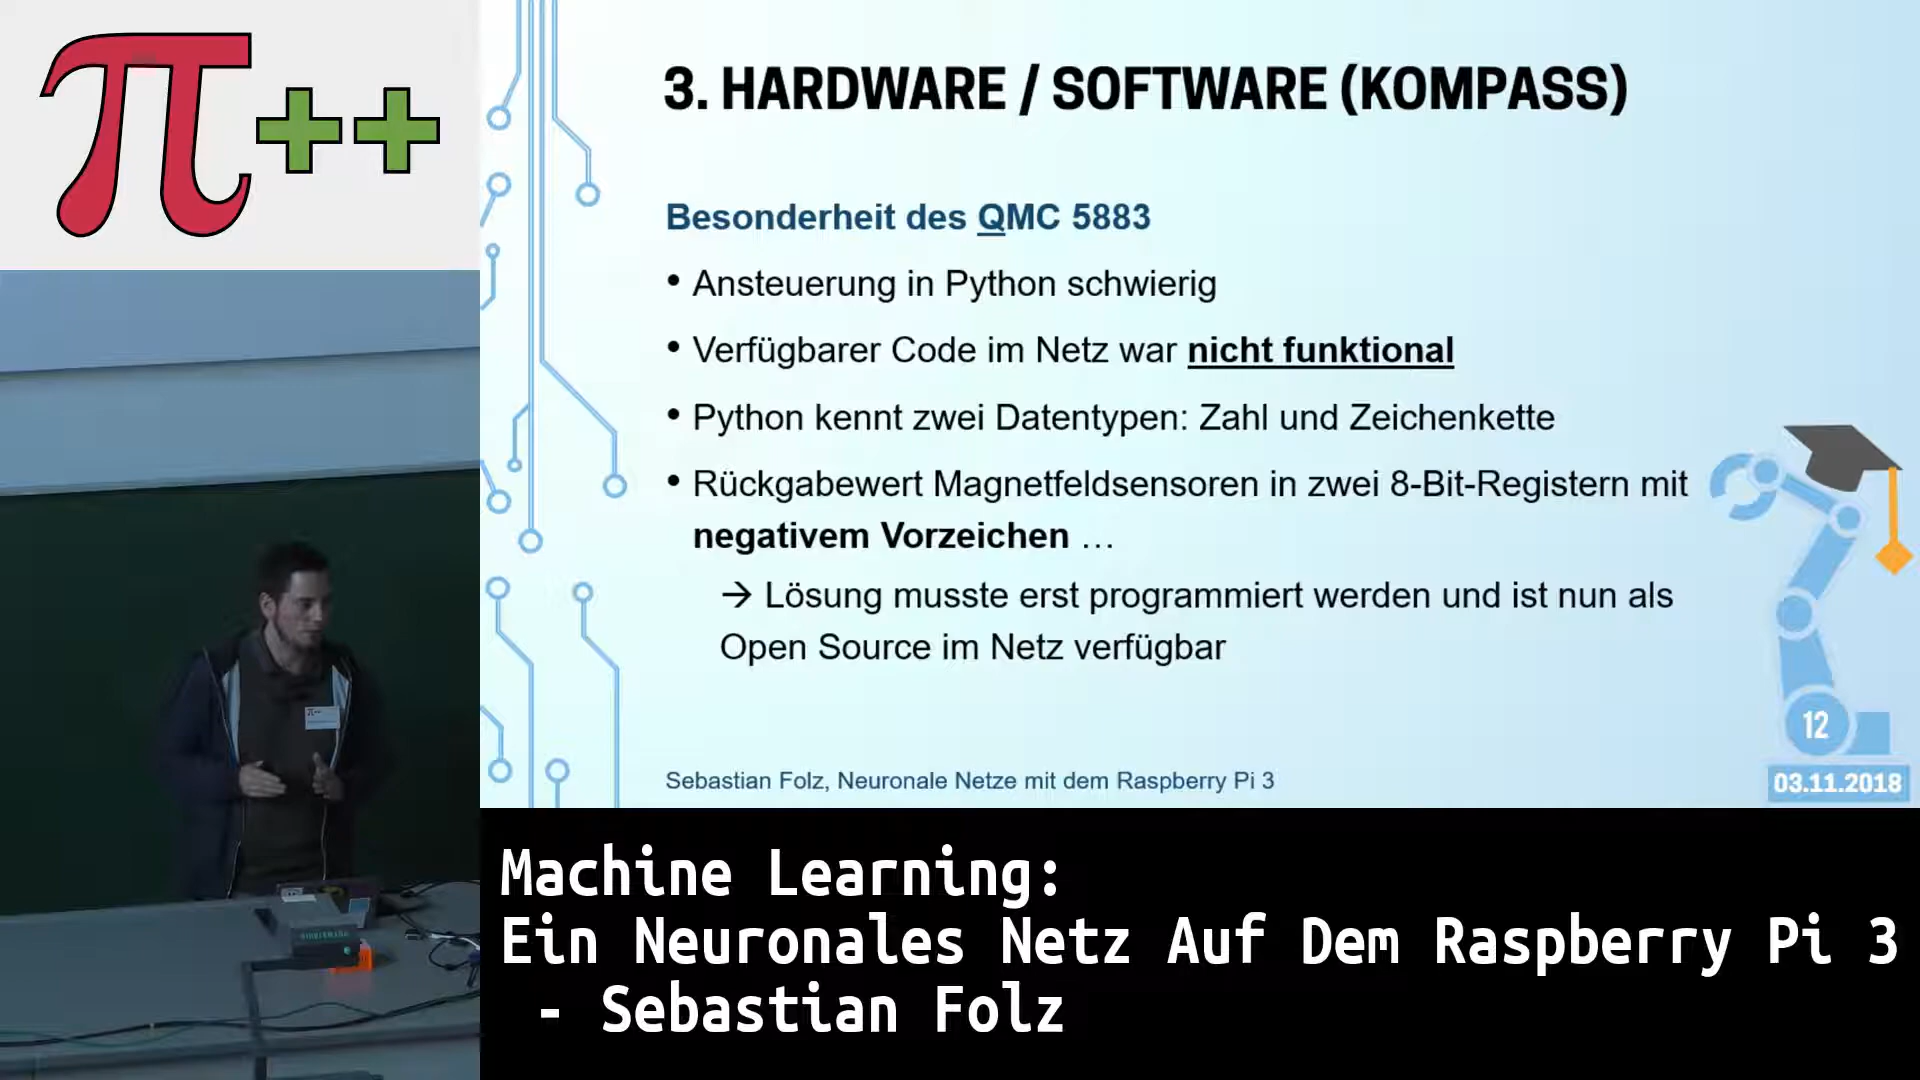 π++
3. HARDWARE / SOFTWARE (KOMPASS)
Besonderheit des QMC 5883
• Ansteuerung in Python schwierig
• Verfügbarer Code im Netz war nicht funktional
• Python kennt zwei Datentypen: Zahl und Zeichenkette
• Rückgabewert Magnetfeldsensoren in zwei 8-Bit-Registern mit
negativem Vorzeichen …
→ Lösung musste erst programmiert werden und ist nun als
Open Source im Netz verfügbar
12
Sebastian Folz, Neuronale Netze mit dem Raspberry Pi 3
03.11.2018
Machine Learning:
Ein Neuronales Netz Auf Dem Raspberry Pi 3
- Sebastian Folz